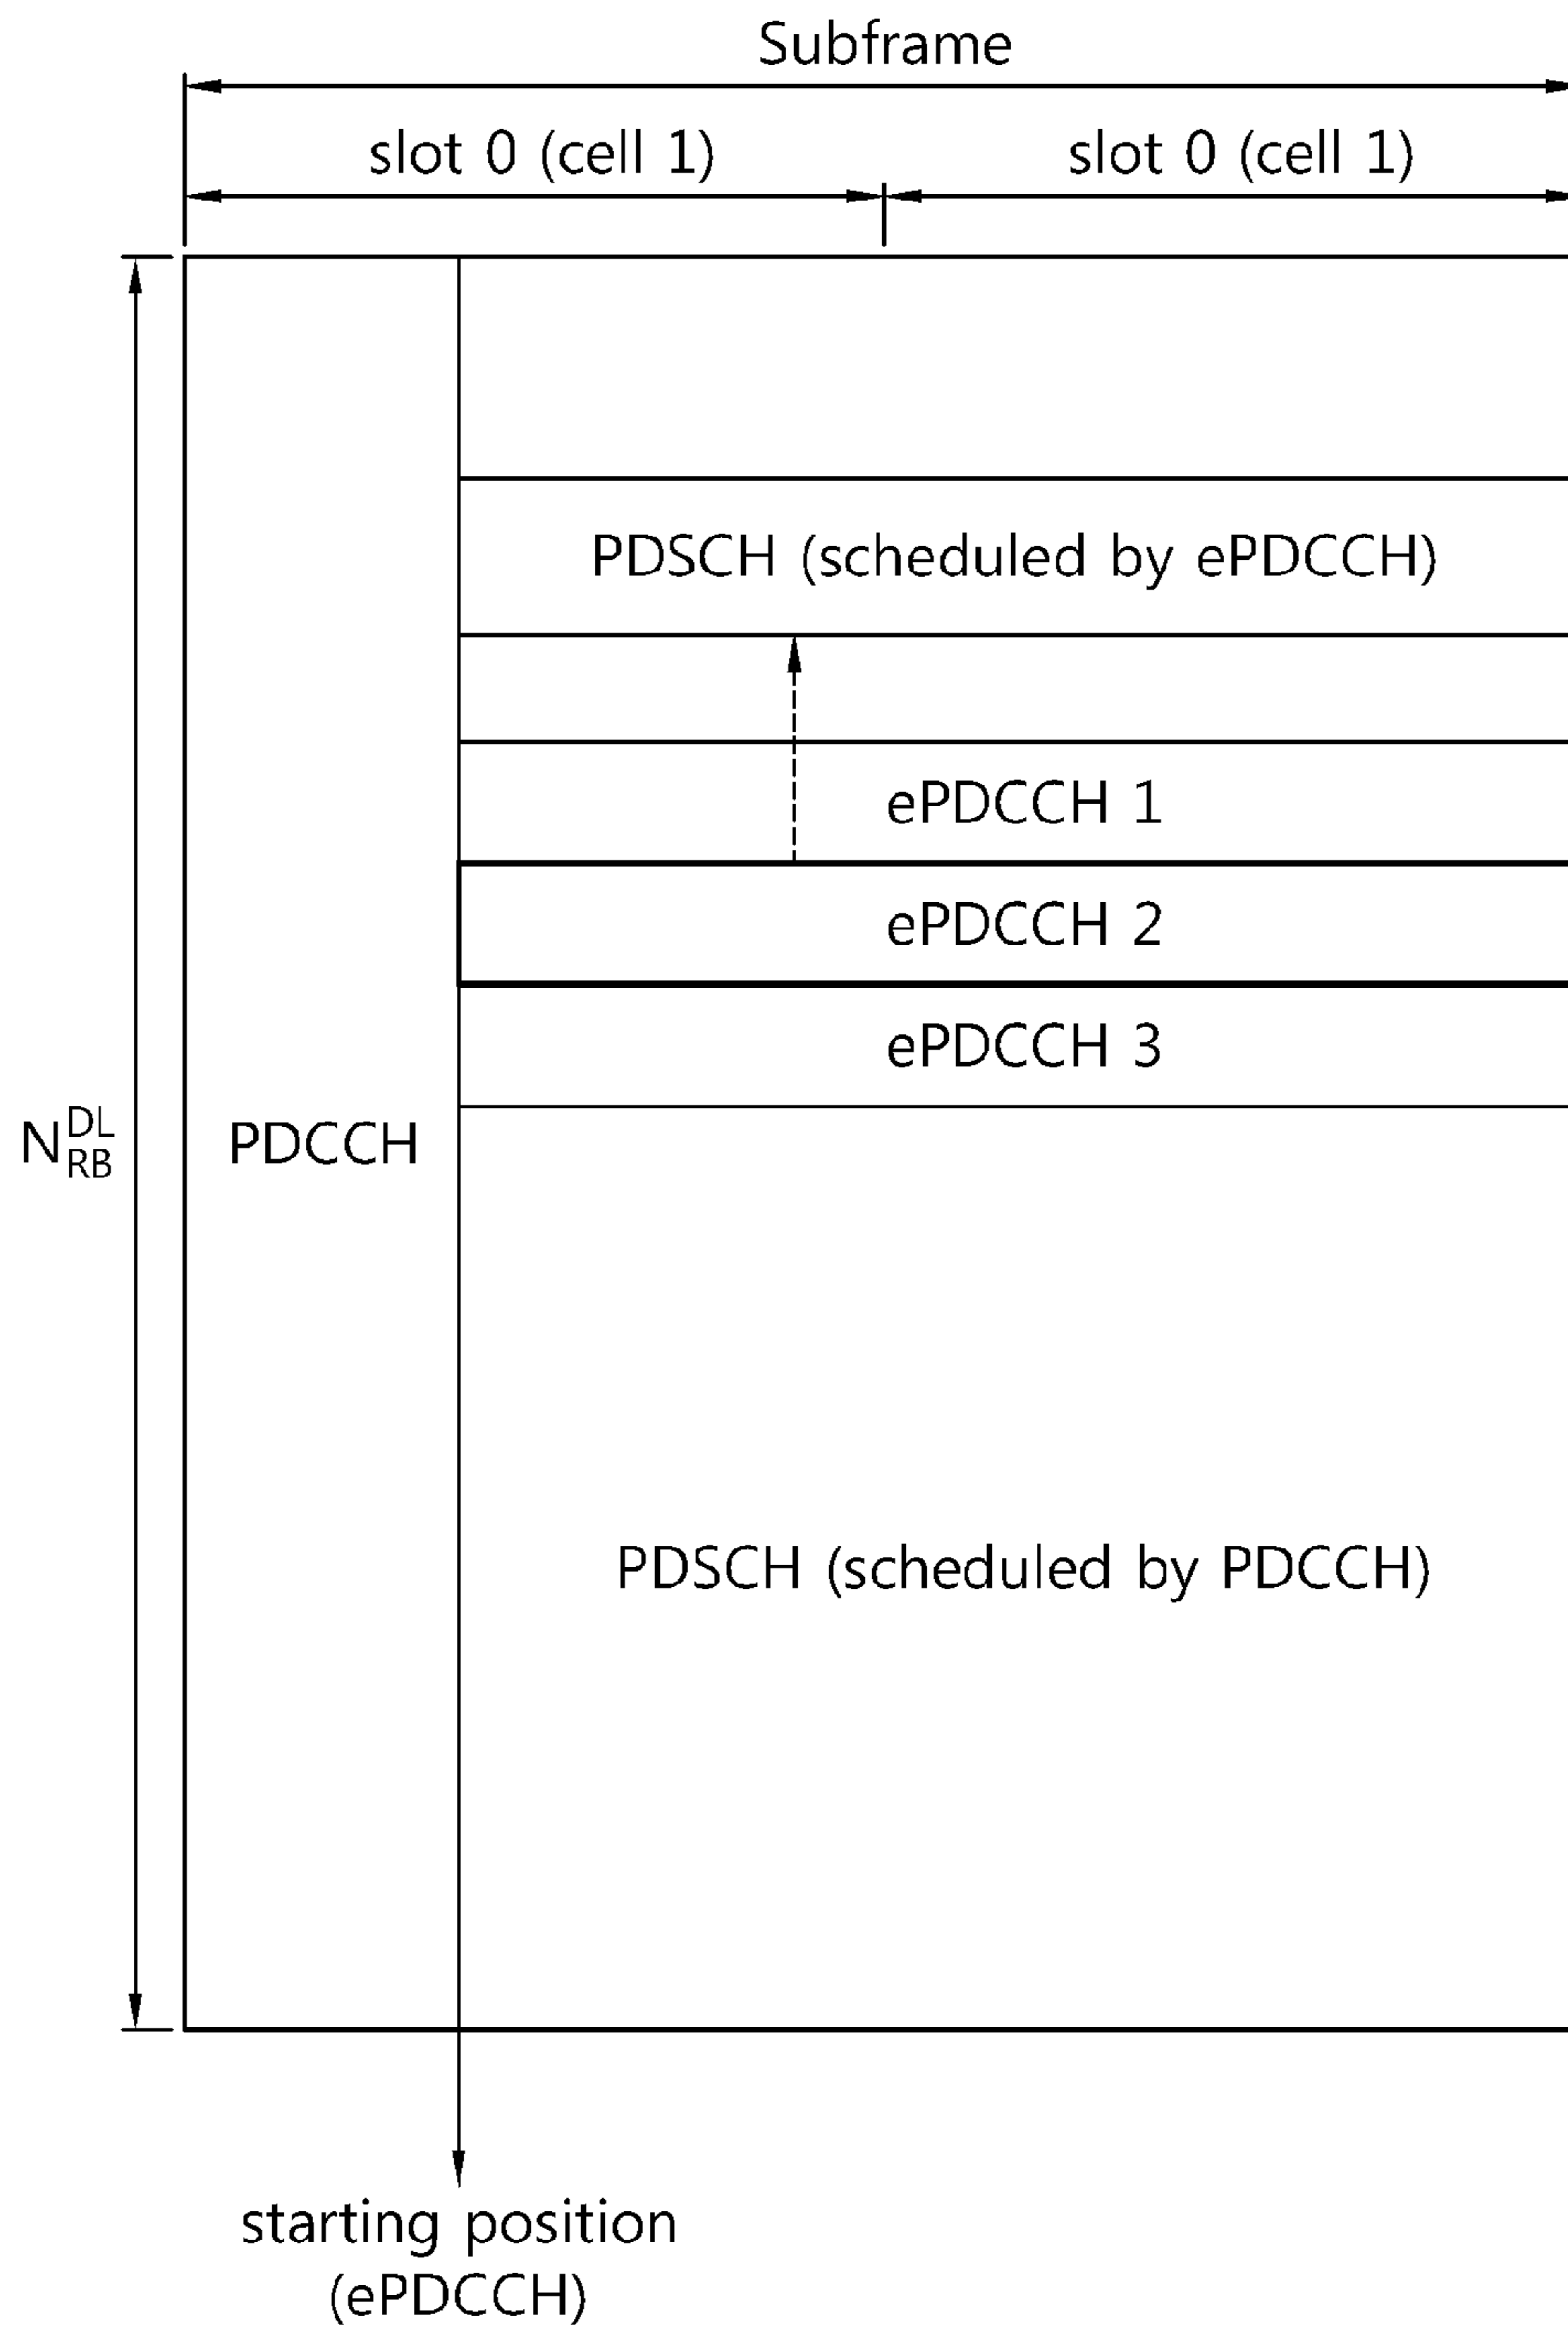 Subframe
slot 0 (cell 1) slot 0 (cell 1)
PDSCH (scheduled by ePDCCH)
ePDCCH 1
ePDCCH 2
ePDCCH 3
N DL RB
PDCCH
PDSCH (scheduled by PDCCH)
starting position
(ePDCCH)